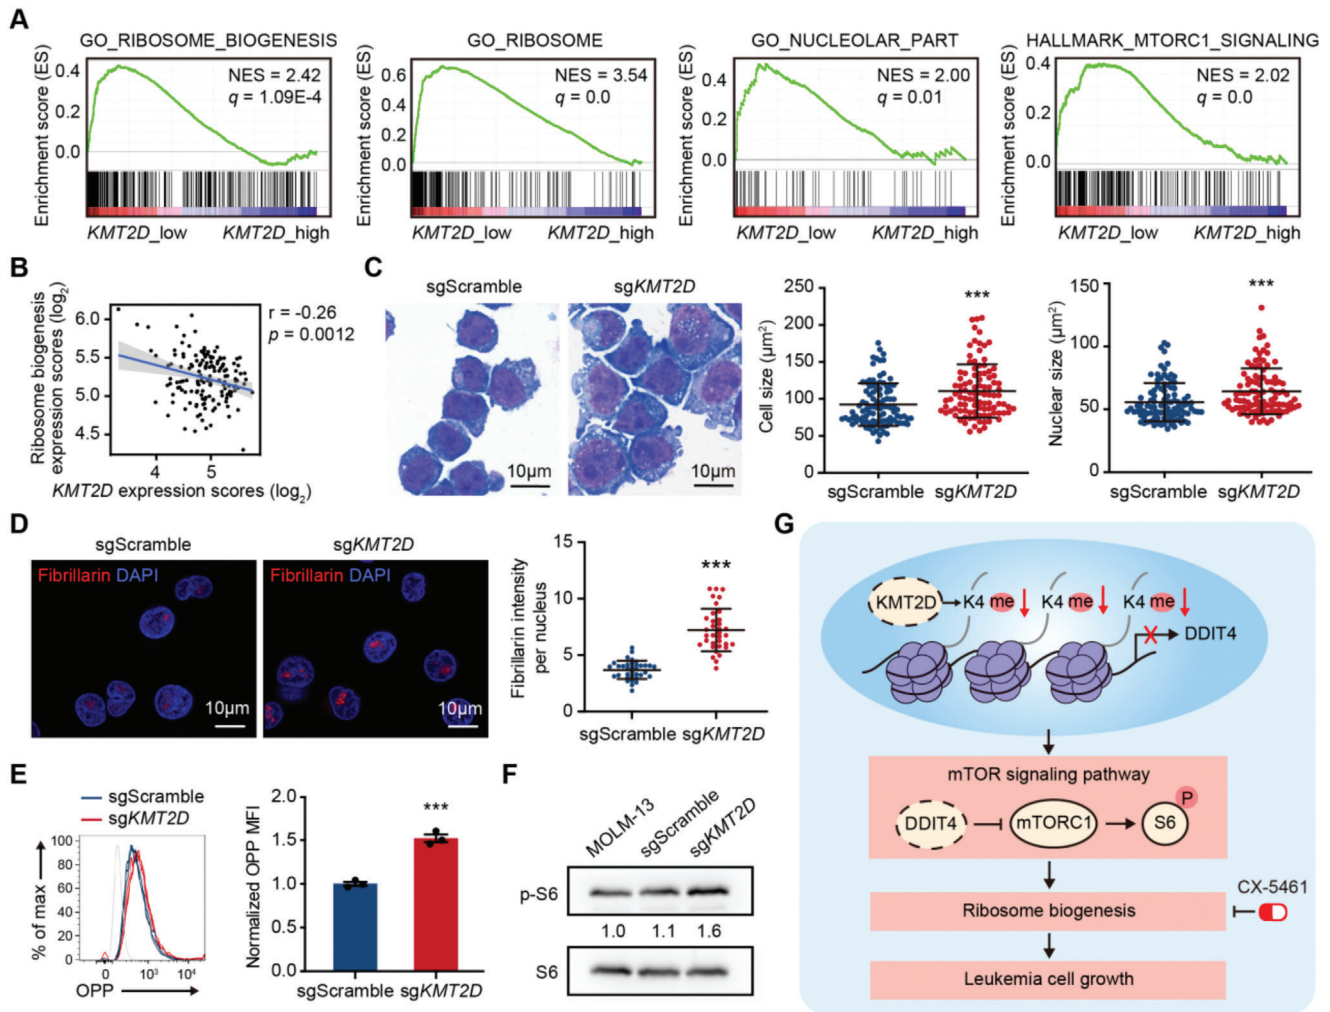 A
GO_RIBOSOME_BIOGENESIS
Enrichment score (ES)
0.4
0.2
0.0
NES = 2.42
q = 1.09E-4
KMT2D_low
KMT2D_high
GO_RIBOSOME
Enrichment score (ES)
0.6
0.4
0.2
0.0
NES = 3.54
q = 0.0
KMT2D_low
KMT2D_high
GO_NUCLEOLAR_PART
Enrichment score (ES)
0.4
0.2
0.0
NES = 2.00
q = 0.01
KMT2D_low
KMT2D_high
HALLMARK_MTORC1_SIGNALING
Enrichment score (ES)
0.4
0.2
0.0
NES = 2.02
q = 0.0
KMT2D_low
KMT2D_high
B
Ribosome biogenesis
expression scores (log2)
6.0
5.5
5.0
4.5
4
5
KMT2D expression scores (log2)
r = -0.26
p = 0.0012
C
sgScramble
sgKMT2D
10µm
10µm
Cell size (µm²)
250
200
150
100
50
0
***
sgScramble
sgKMT2D
Nuclear size (µm²)
150
100
50
0
***
sgScramble
sgKMT2D
D
sgScramble
sgKMT2D
Fibrillarin DAPI
Fibrillarin DAPI
10µm
10µm
Fibrillarin intensity
per nucleus
15
10
5
0
***
sgScramble
sgKMT2D
E
sgScramble
sgKMT2D
% of max
100
80
60
40
20
0
0
10³
10⁴
OPP
Normalized OPP MFI
2.0
1.5
1.0
0.5
0.0
***
sgScramble
sgKMT2D
F
MOLM-13
sgScramble
sgKMT2D
p-S6
1.0
1.1
1.6
S6
G
KMT2D
K4 me
K4 me
K4 me
X
DDIT4
mTOR signaling pathway
DDIT4
mTORC1
S6
P
Ribosome biogenesis
CX-5461
Leukemia cell growth